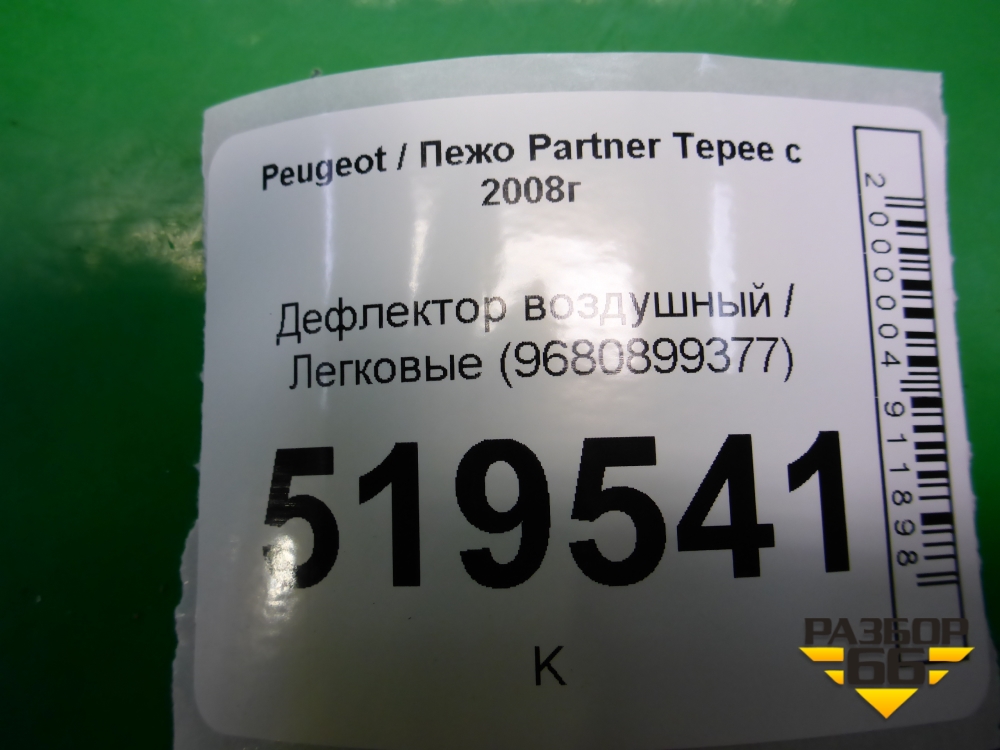 Peugeot / Пежо Partner Tepee с
2008г
Дефлектор воздушный /
Легковые (9680899377)
519541
К
2000004911898
РАЗБОР
66